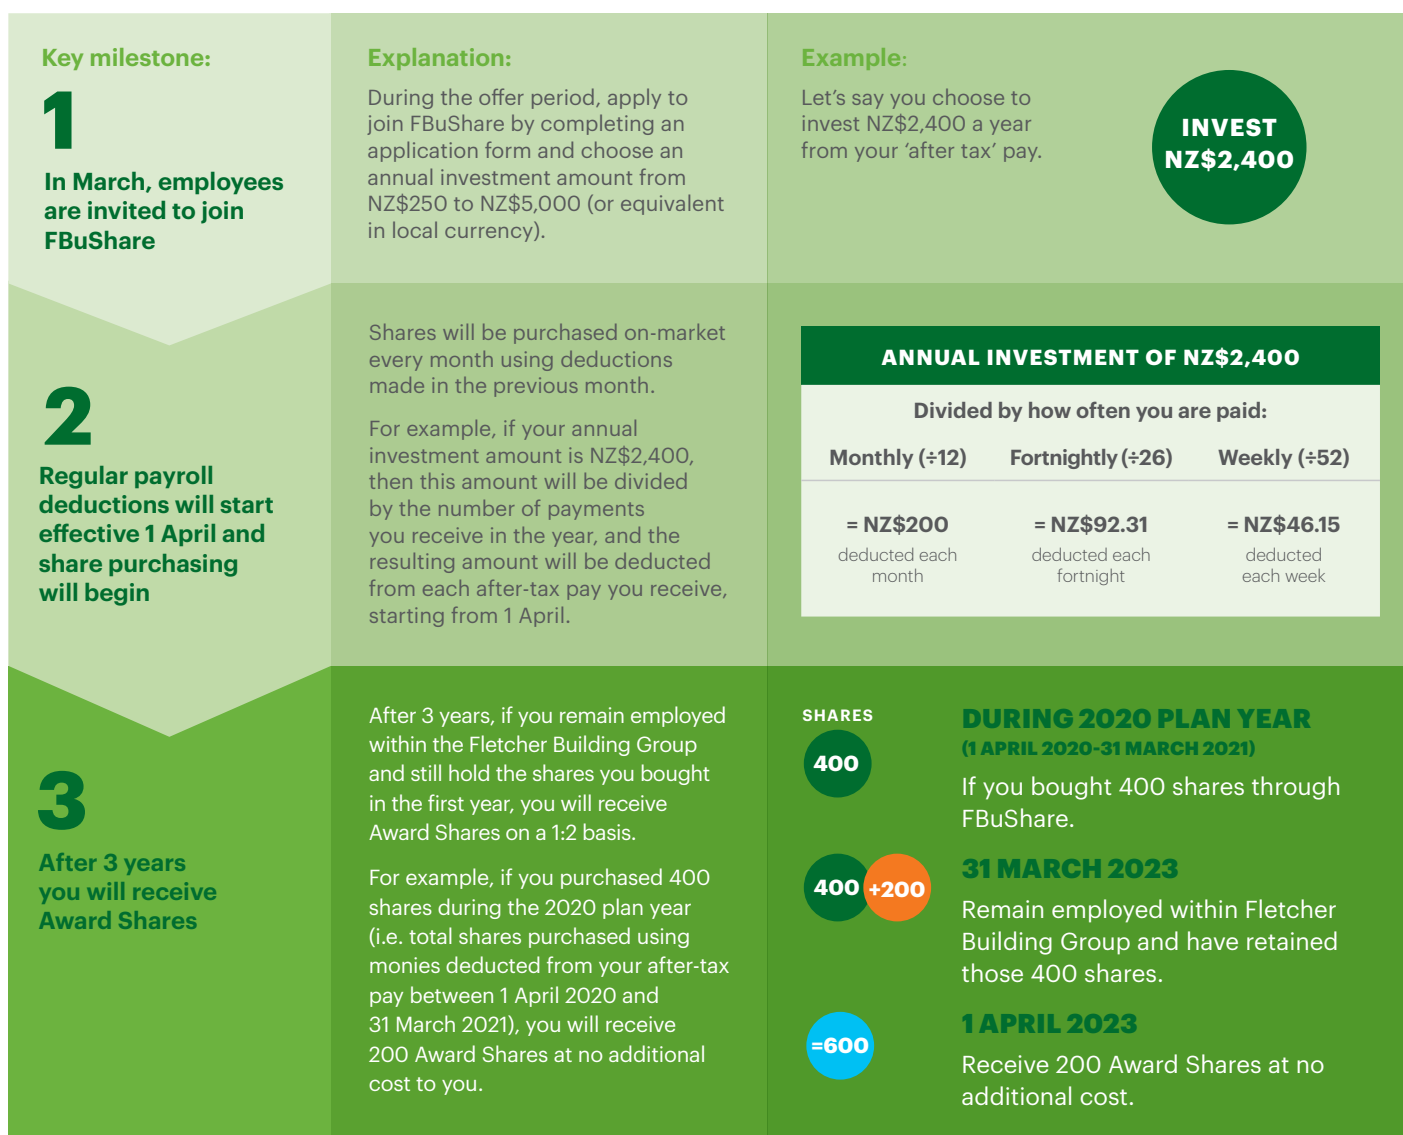 Key milestone:
1
In March, employees
are invited to join
FBuShare
Explanation:
During the offer period, apply to
join FBuShare by completing an
application form and choose an
annual investment amount from
NZ$250 to NZ$5,000 (or equivalent
in local currency).
Example:
Let's say you choose to
invest NZ$2,400 a year
from your ‘after tax’ pay.
INVEST
NZ$2,400
2
Regular payroll
deductions will start
effective 1 April and
share purchasing
will begin
Shares will be purchased on-market
every month using deductions
made in the previous month.
For example, if your annual
investment amount is NZ$2,400,
then this amount will be divided
by the number of payments
you receive in the year, and the
resulting amount will be deducted
from each after-tax pay you receive,
starting from 1 April.
ANNUAL INVESTMENT OF NZ$2,400
Divided by how often you are paid:
Monthly (÷12) Fortnightly (÷26) Weekly (÷52)
= NZ$200 = NZ$92.31 = NZ$46.15
deducted each deducted each deducted
month fortnight each week
3
After 3 years
you will receive
Award Shares
After 3 years, if you remain employed
within the Fletcher Building Group
and still hold the shares you bought
in the first year, you will receive
Award Shares on a 1:2 basis.
For example, if you purchased 400
shares during the 2020 plan year
(i.e. total shares purchased using
monies deducted from your after-tax
pay between 1 April 2020 and
31 March 2021), you will receive
200 Award Shares at no additional
cost to you.
SHARES
400
DURING 2020 PLAN YEAR
(1 APRIL 2020-31 MARCH 2021)
If you bought 400 shares through
FBuShare.
400 +200
31 MARCH 2023
Remain employed within Fletcher
Building Group and have retained
those 400 shares.
=600
1 APRIL 2023
Receive 200 Award Shares at no
additional cost.